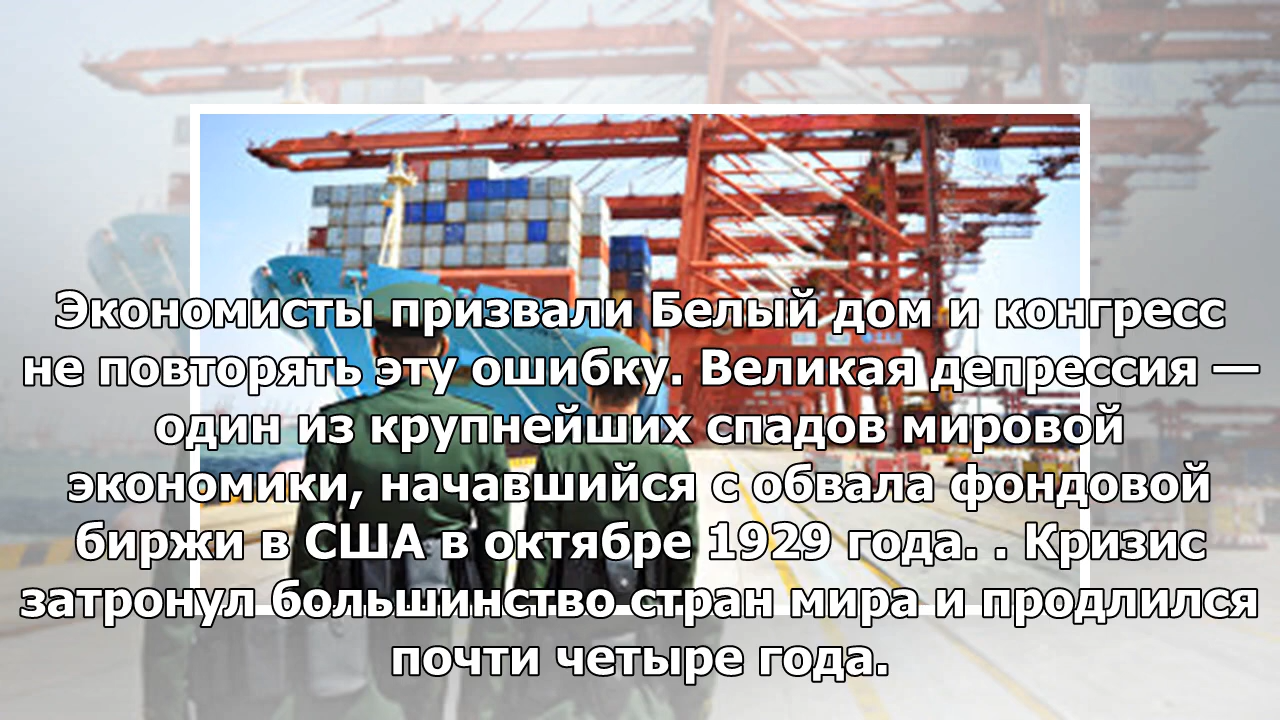 Экономисты призвали Белый дом и конгресс
не повторять эту ошибку. Великая депрессия —
один из крупнейших спадов мировой
экономики, начавшийся с обвала фондовой
биржи в США в октябре 1929 года. . Кризис
затронул большинство стран мира и продлился
почти четыре года.